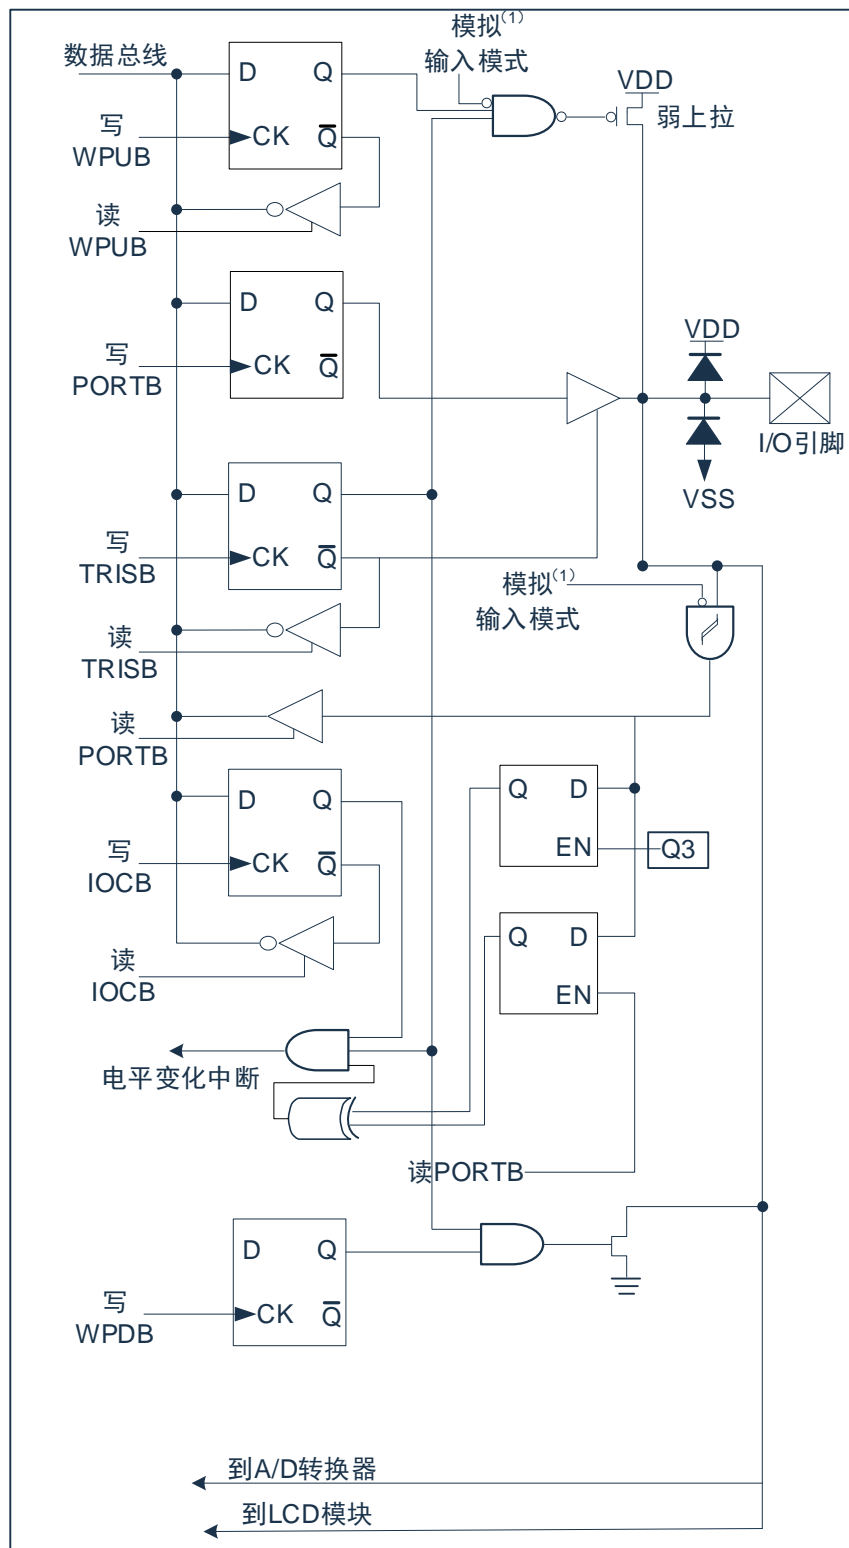 模拟(1)
输入模式
数据总线
D Q
写
WPUB
CK Q
VDD
弱上拉
读
WPUB
D Q
写
PORTB
CK Q
VDD
I/O引脚
VSS
D Q
写
TRISB
CK Q
模拟(1)
输入模式
读
TRISB
读
PORTB
D Q
Q D
写
IOCB
CK Q
EN
Q3
Q D
读
IOCB
EN
电平变化中断
读PORTB
D Q
写
WPDB
CK Q
到A/D转换器
到LCD模块